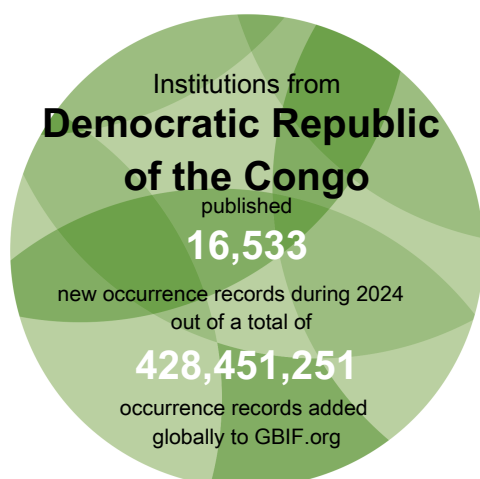 Institutions from
Democratic Republic
of the Congo
published
16,533
new occurrence records during 2024
out of a total of
428,451,251
occurrence records added
globally to GBIF.org